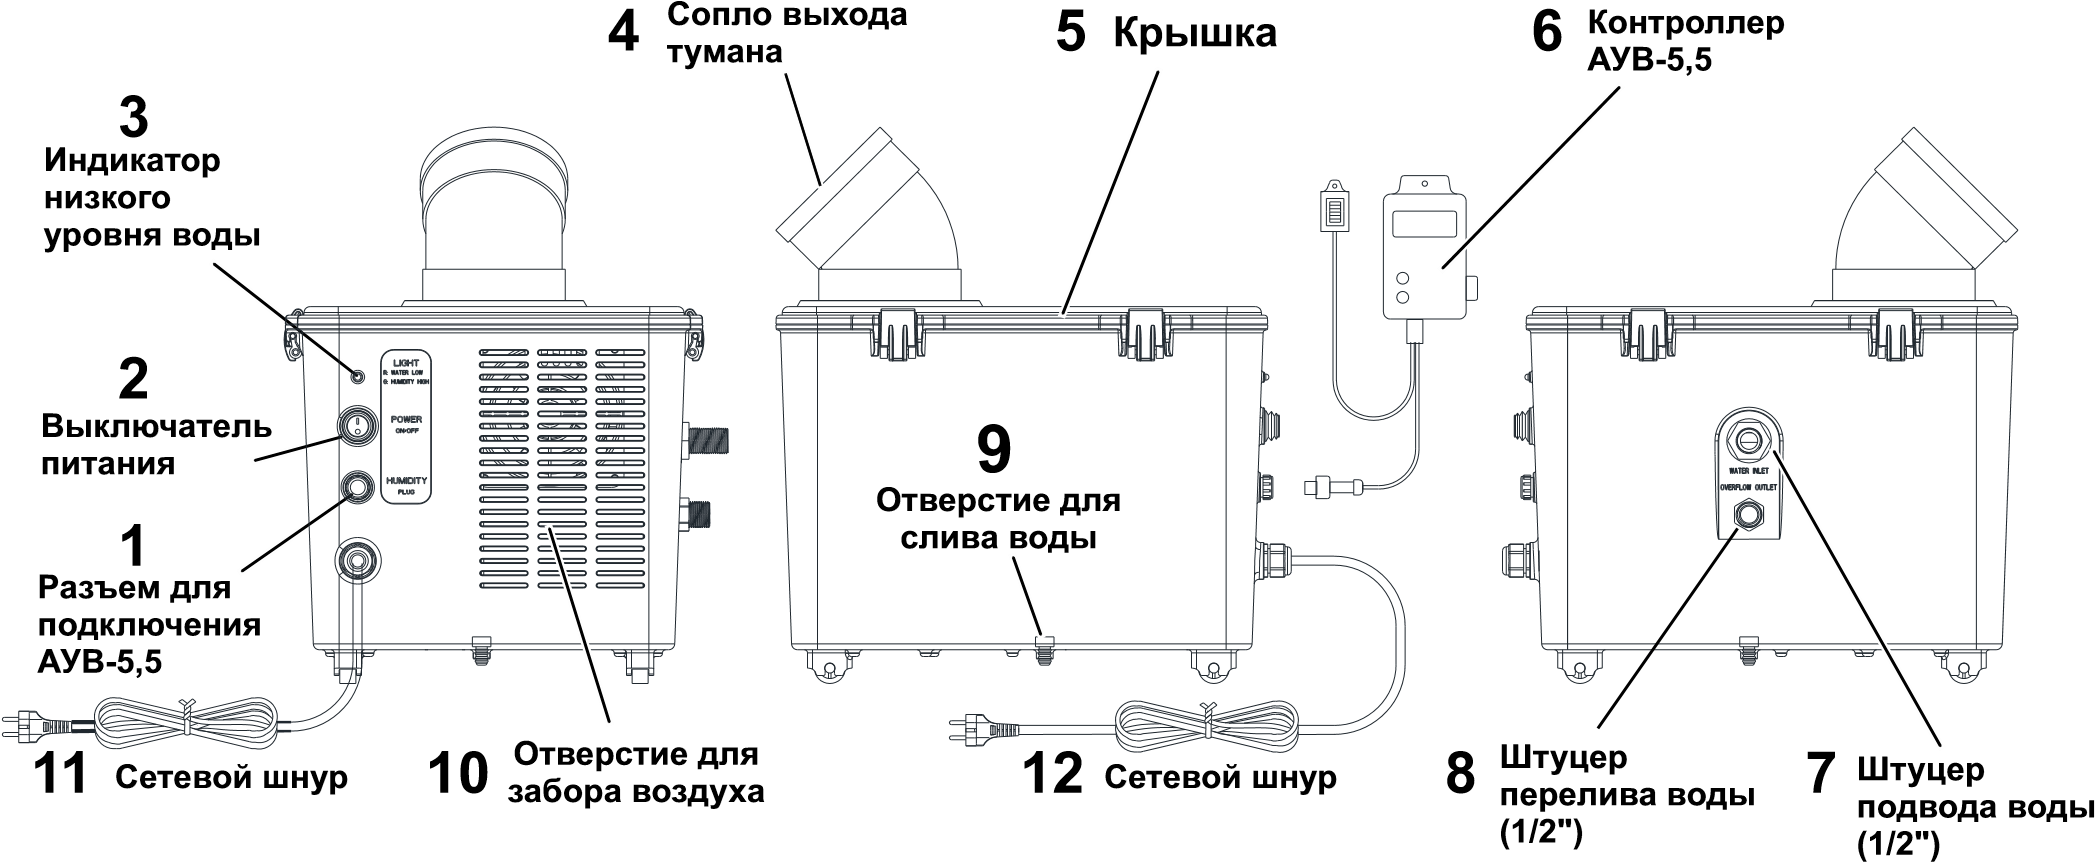 4 Сопло выхода
тумана
5 Крышка
6 Контроллер
АУВ-5,5
3
Индикатор
низкого
уровня воды
2
Выключатель
питания
1
Разъем для
подключения
АУВ-5,5
LIGHT
R: WATER LOW
G: HUMIDITY HIGH
POWER
ON/OFF
HUMIDITY
PLUG
9
Отверстие для
слива воды
WATER INLET
OVERFLOW OUTLET
11 Сетевой шнур
10 Отверстие для
забора воздуха
12 Сетевой шнур
8 Штуцер
перелива воды
(1/2")
7 Штуцер
подвода воды
(1/2")